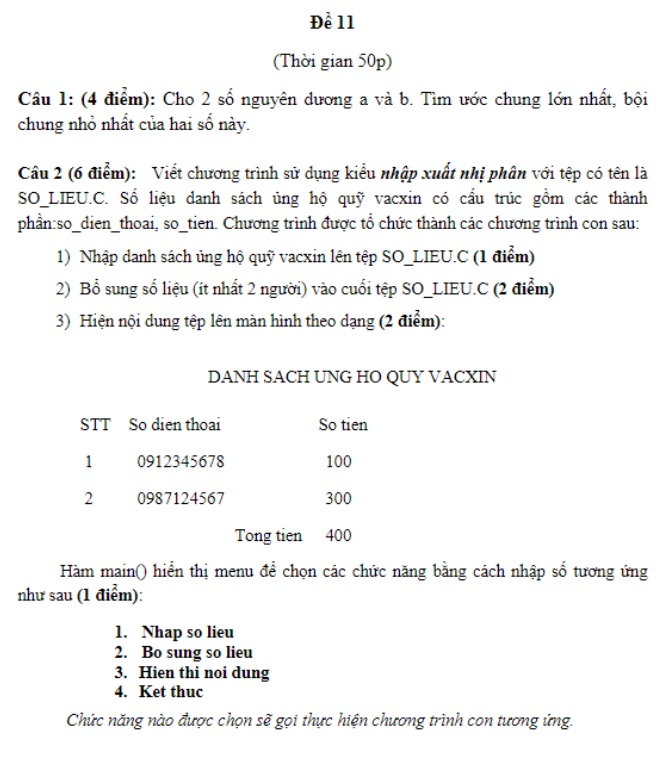 Đề 11
(Thời gian 50p)
Câu 1: (4 điểm): Cho 2 số nguyên dương a và b. Tìm ước chung lớn nhất, bội
chung nhỏ nhất của hai số này.
Câu 2 (6 điểm): Viết chương trình sử dụng kiểu nhập xuất nhị phân với tệp có tên là
SO_LIEU.C. Số liệu danh sách ủng hộ quỹ vacxin có cấu trúc gồm các thành
phần:so_dien_thoai, so_tien. Chương trình được tổ chức thành các chương trình con sau:
1) Nhập danh sách ủng hộ quỹ vacxin lên tệp SO_LIEU.C (1 điểm)
2) Bổ sung số liệu (ít nhất 2 người) vào cuối tệp SO_LIEU.C (2 điểm)
3) Hiện nội dung tệp lên màn hình theo dạng (2 điểm):
DANH SACH UNG HO QUY VACXIN
STT So dien thoai So tien
1 0912345678 100
2 0987124567 300
Tong tien 400
Hàm main() hiển thị menu để chọn các chức năng bằng cách nhập số tương ứng
như sau (1 điểm):
1. Nhap so lieu
2. Bo sung so lieu
3. Hien thi noi dung
4. Ket thuc
Chức năng nào được chọn sẽ gọi thực hiện chương trình con tương ứng.